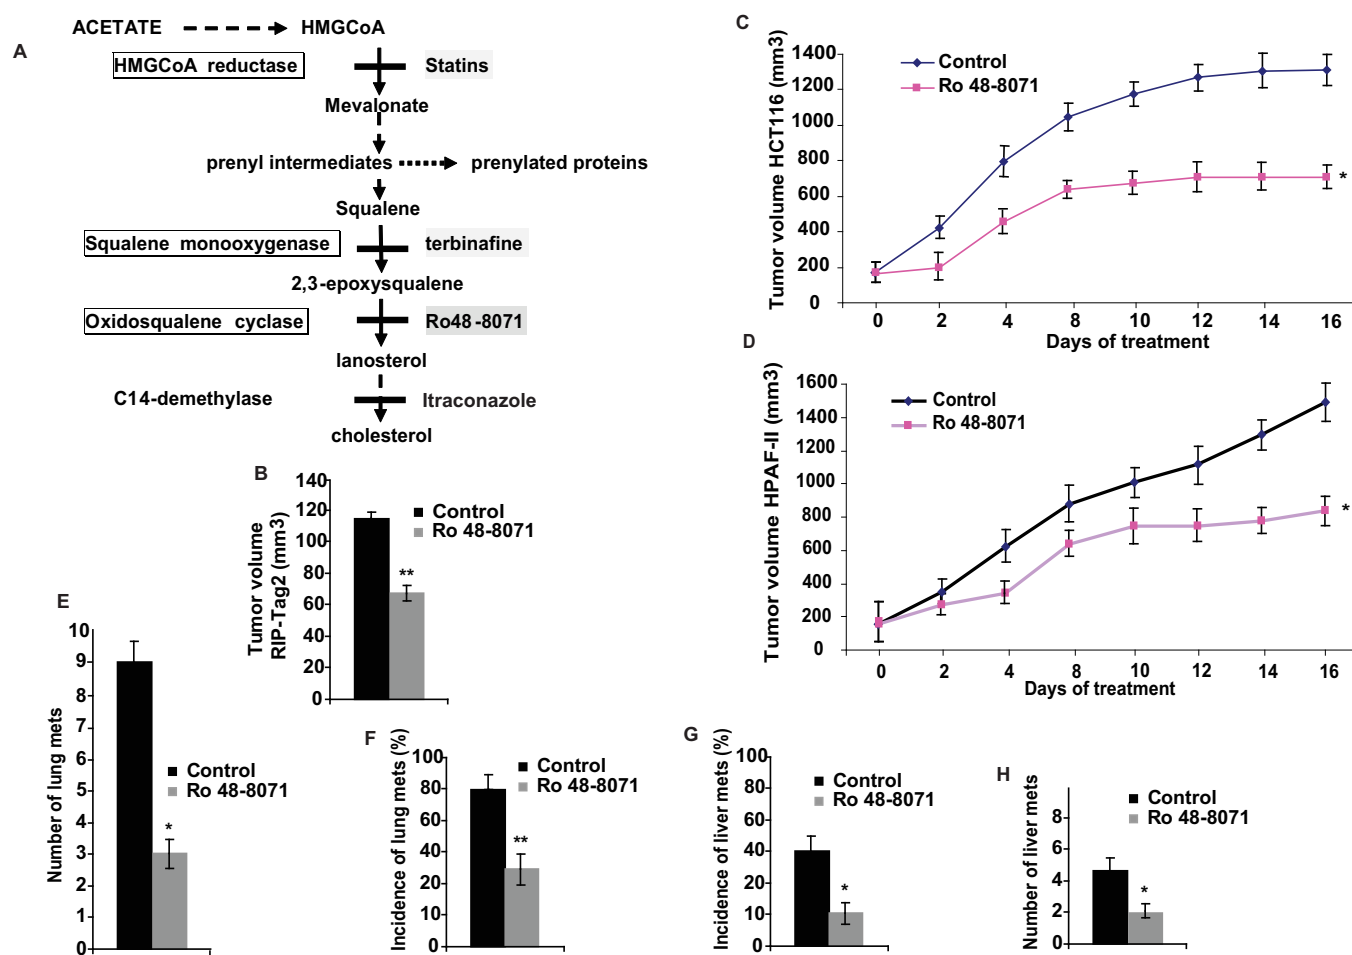 A
ACETATE
HMGCoA
HMGCoA reductase
Statins
Mevalonate
prenyl intermediates
prenylated proteins
Squalene
Squalene monooxygenase
terbinafine
2,3-epoxysqualene
Oxidosqualene cyclase
Ro48-8071
lanosterol
C14-demethylase
Itraconazole
cholesterol
B
Tumor volume
RIP-Tag2 (mm3)
140
120
100
80
60
40
20
0
Control
Ro 48-8071
**
C
Tumor volume HCT116 (mm3)
1400
1200
1000
800
600
400
200
0
Control
Ro 48-8071
*
0 2 4 8 10 12 14 16
Days of treatment
D
Tumor volume HPAF-II (mm3)
1600
1400
1200
1000
800
600
400
200
0
Control
Ro 48-8071
*
0 2 4 8 10 12 14 16
Days of treatment
E
Number of lung mets
10
9
8
7
6
5
4
3
2
1
0
Control
Ro 48-8071
*
F
Incidence of lung mets (%)
100
80
80
40
20
0
Control
Ro 48-8071
**
G
Incidence of liver mets (%)
100
80
40
20
10
0
Control
Ro 48-8071
*
H
Number of liver mets
8
6
4
2
0
Control
Ro 48-8071
*